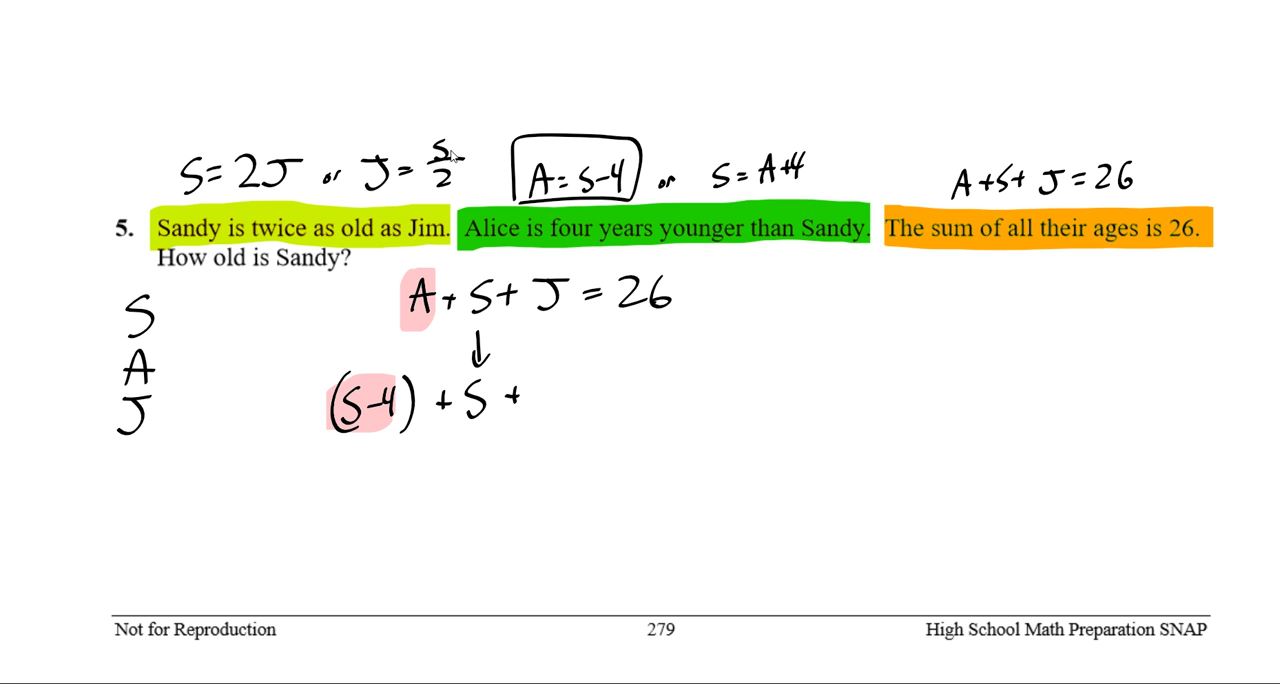 S = 2J or J = S/2 A = S-4 or S = A+4 A+S+ J = 26
5. Sandy is twice as old as Jim. Alice is four years younger than Sandy. The sum of all their ages is 26.
How old is Sandy?
A + S + J = 26
S
↓
A
(S-4) + S +
J
Not for Reproduction 279 High School Math Preparation SNAP